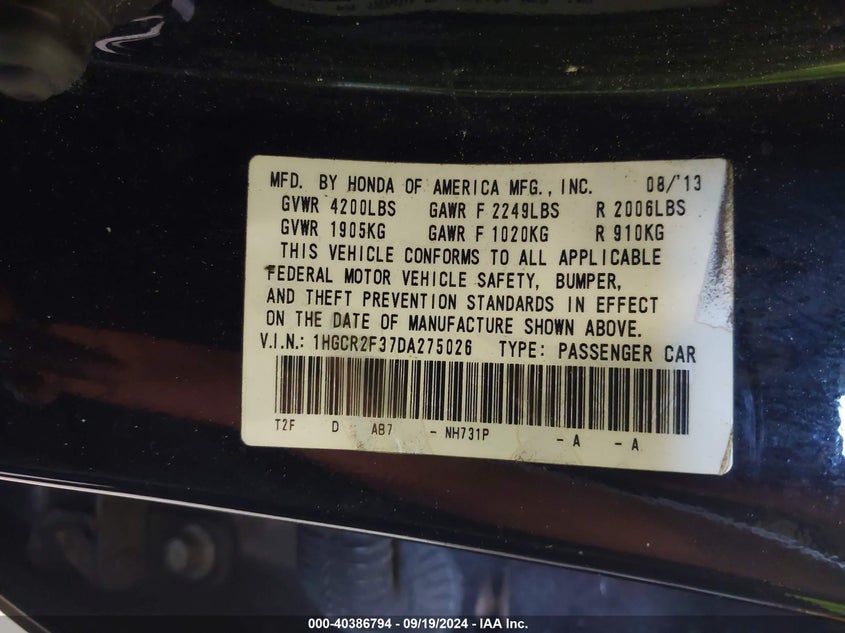 MFD. BY HONDA OF AMERICA MFG., INC. 08/'13
GVWR 4200LBS GAWR F 2249LBS R 2006LBS
GVWR 1905KG GAWR F 1020KG R 910KG
THIS VEHICLE CONFORMS TO ALL APPLICABLE
FEDERAL MOTOR VEHICLE SAFETY, BUMPER,
AND THEFT PREVENTION STANDARDS IN EFFECT
ON THE DATE OF MANUFACTURE SHOWN ABOVE.
V.I.N.: 1HGCR2F37DA275026 TYPE: PASSENGER CAR
T2F D AB7 - NH731P - A - A
000-40386794 - 09/19/2024 - IAA Inc.